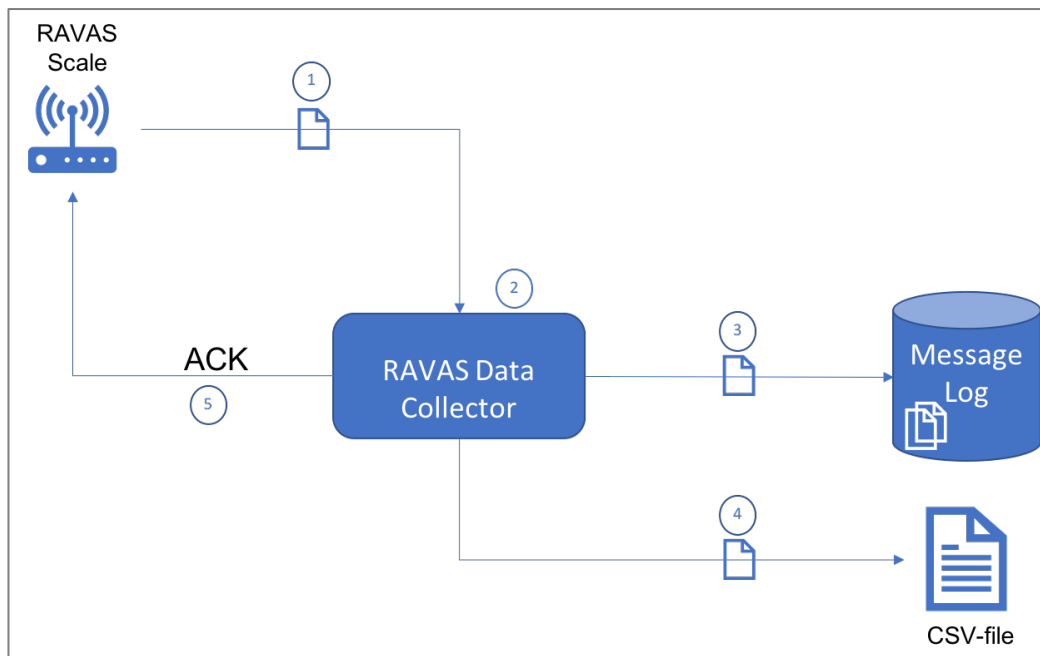 RAVAS
Scale
1
2
3
Message
Log
RAVAS Data
Collector
ACK
5
4
CSV-file